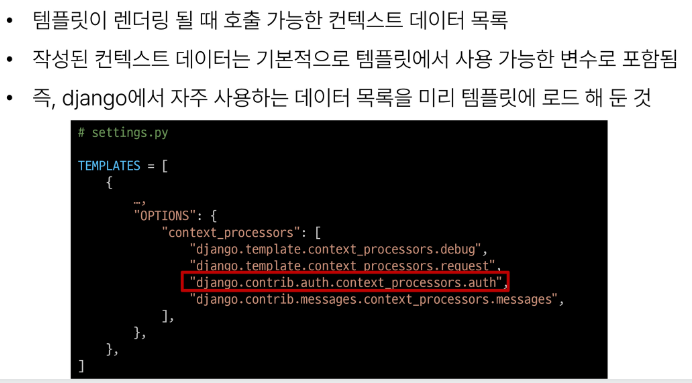 • 템플릿이 렌더링 될 때 호출 가능한 컨텍스트 데이터 목록
• 작성된 컨텍스트 데이터는 기본적으로 템플릿에서 사용 가능한 변수로 포함됨
• 즉, django에서 자주 사용하는 데이터 목록을 미리 템플릿에 로드 해 둔 것
# settings.py
TEMPLATES = [
{
…,
"OPTIONS": {
"context_processors": [
"django.template.context_processors.debug",
"django.template.context_processors.request",
"django.contrib.auth.context_processors.auth",
"django.contrib.messages.context_processors.messages",
],
},
},
]